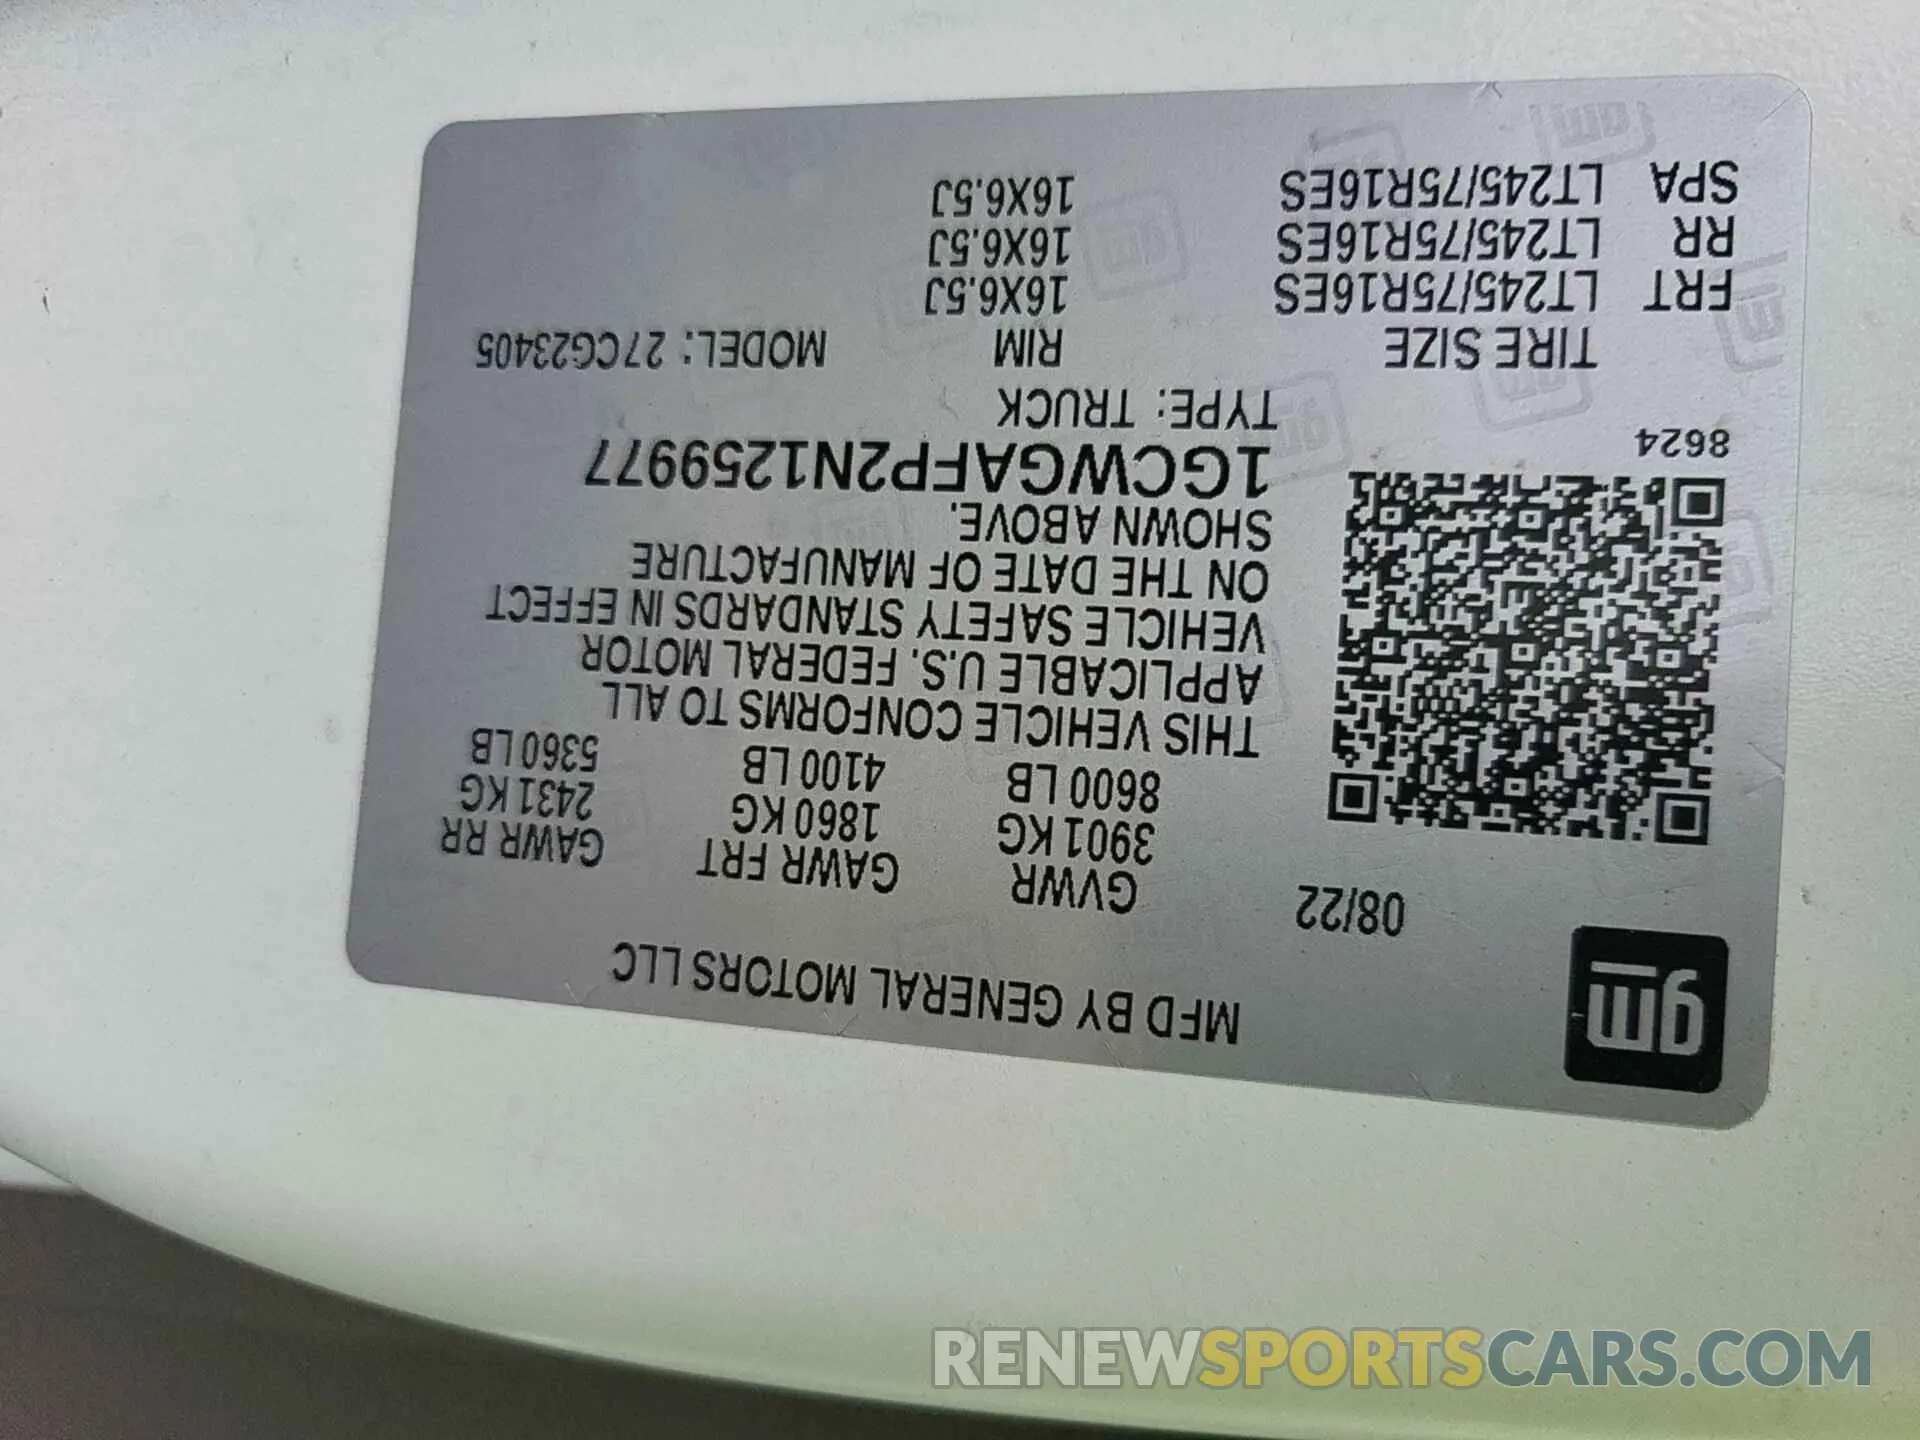 MFD BY GENERAL MOTORS LLC
gm
08/22
GVWR GAWR FRT GAWR RR
3901 KG 1860 KG 2431 KG
8600 LB 4100 LB 5360 LB
THIS VEHICLE CONFORMS TO ALL
APPLICABLE U.S. FEDERAL MOTOR
VEHICLE SAFETY STANDARDS IN EFFECT
ON THE DATE OF MANUFACTURE
SHOWN ABOVE.
1GCWGAFP2N1259977
8624
TYPE: TRUCK
TIRE SIZE RIM MODEL: 27CG23405
FRT LT245/75R16ES 16X6.5J
RR LT245/75R16ES 16X6.5J
SPA LT245/75R16ES 16X6.5J
RENEWSPORTSCARS.COM